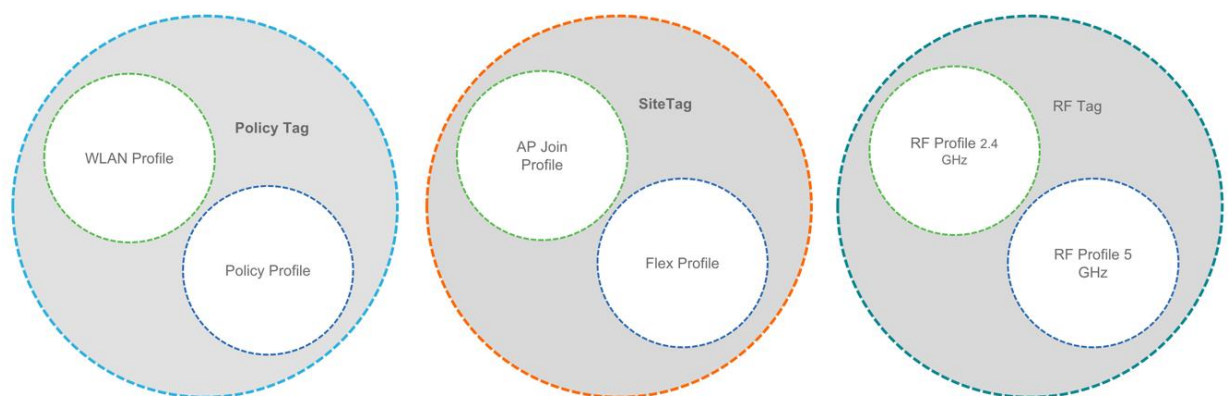 Policy Tag
WLAN Profile
Policy Profile
SiteTag
AP Join
Profile
Flex Profile
RF Tag
RF Profile 2.4
GHz
RF Profile 5
GHz